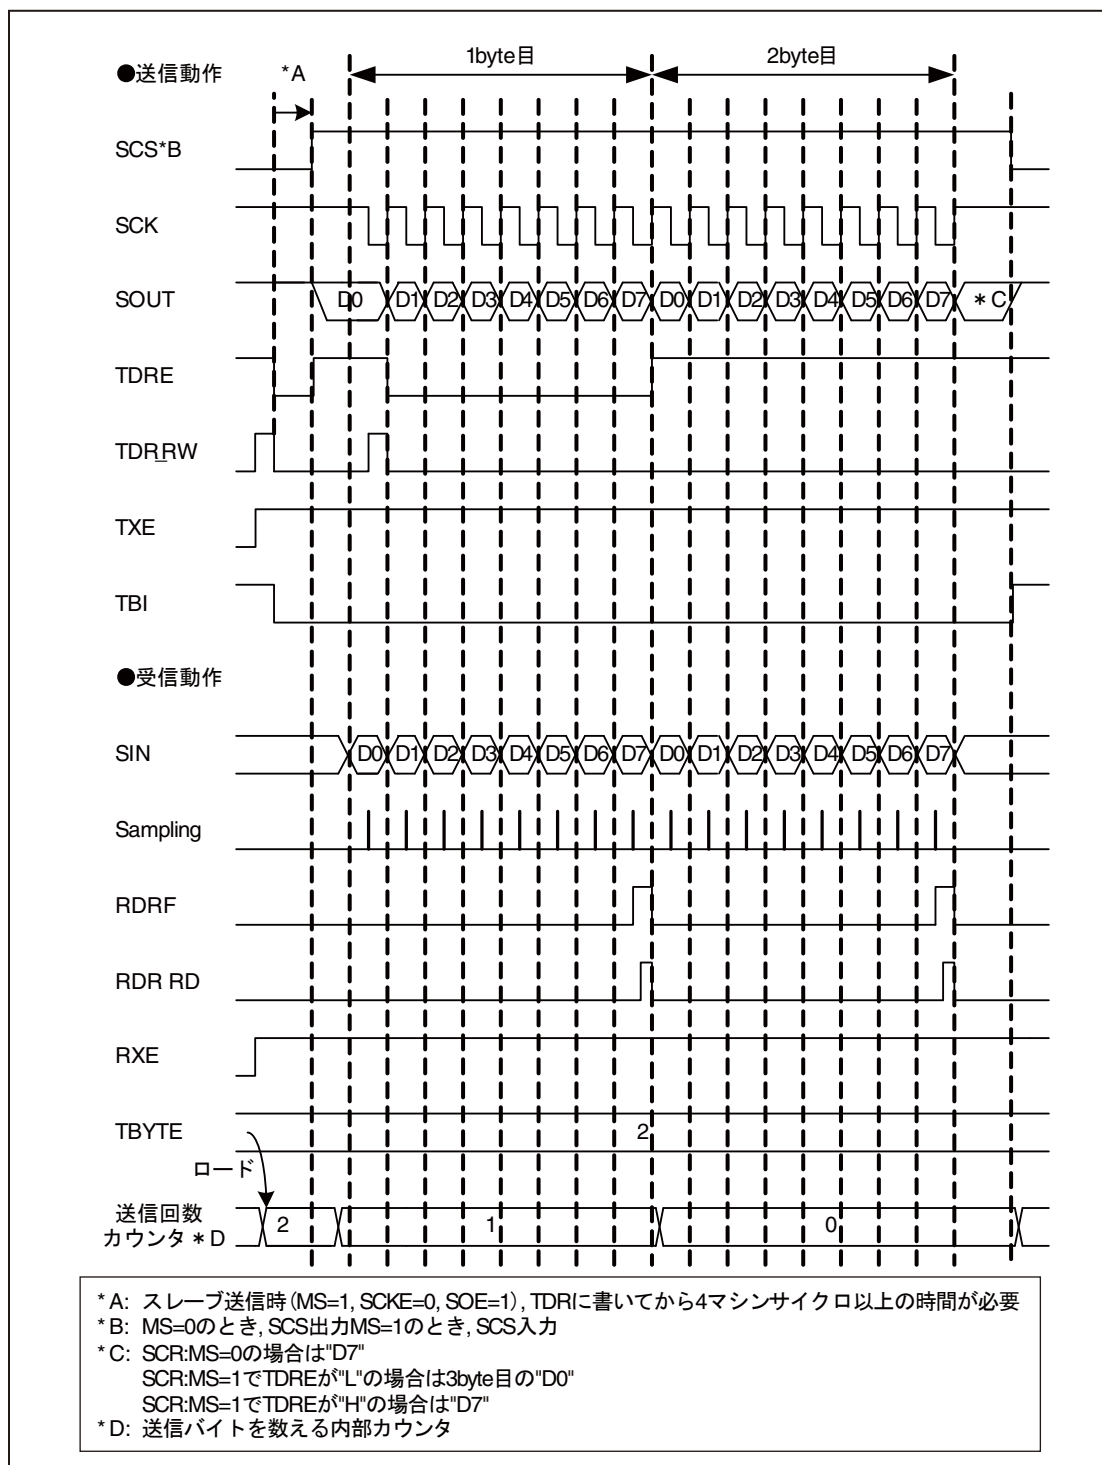 1byte目 2byte目
●送信動作 *A
SCS*B
SCK
SOUT D0 D1 D2 D3 D4 D5 D6 D7 D0 D1 D2 D3 D4 D5 D6 D7 *C
TDRE
TDR_RW
TXE
TBI
●受信動作
SIN D0 D1 D2 D3 D4 D5 D6 D7 D0 D1 D2 D3 D4 D5 D6 D7
Sampling
RDRF
RDR RD
RXE
TBYTE 2
ロード
送信回数
カウンタ*D 2 1 0
*A: スレーブ送信時(MS=1, SCKE=0, SOE=1), TDRに書いてから4マシンサイクロ以上の時間が必要
*B: MS=0のとき, SCS出力MS=1のとき, SCS入力
*C: SCR:MS=0の場合は"D7"
SCR:MS=1でTDREが"L"の場合は3byte目の"D0"
SCR:MS=1でTDREが"H"の場合は"D7"
*D: 送信バイトを数える内部カウンタ